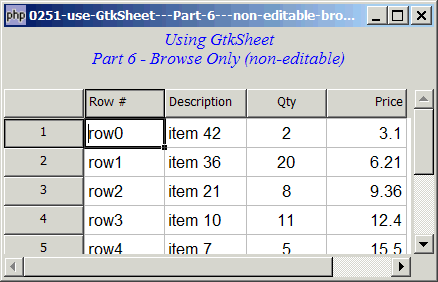 php 0251-use-GtkSheet---Part-6---non-editable-bro...
Using GtkSheet
Part 6 - Browse Only (non-editable)
Row # Description Qty Price
1 row0 item 42 2 3.1
2 row1 item 36 20 6.21
3 row2 item 21 8 9.36
4 row3 item 10 11 12.4
5 row4 item 7 5 15.5